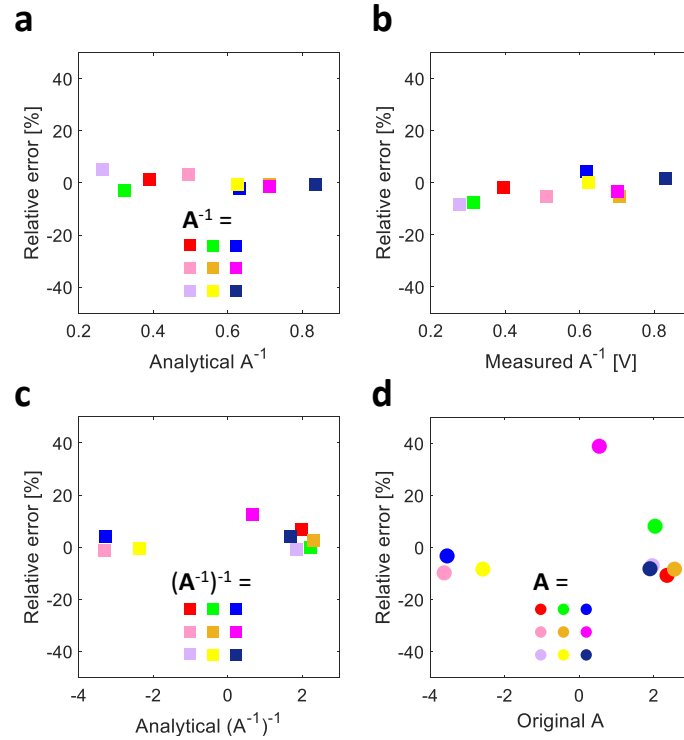 a
Relative error [%]
40
20
0
-20
-40
A⁻¹ =
0.2
0.4
0.6
0.8
Analytical A⁻¹
b
Relative error [%]
40
20
0
-20
-40
0.2
0.4
0.6
0.8
Measured A⁻¹ [V]
c
Relative error [%]
40
20
0
-20
-40
(A⁻¹)⁻¹ =
-4
-2
0
2
Analytical (A⁻¹)⁻¹
d
Relative error [%]
40
20
0
-20
-40
A =
-4
-2
0
2
Original A